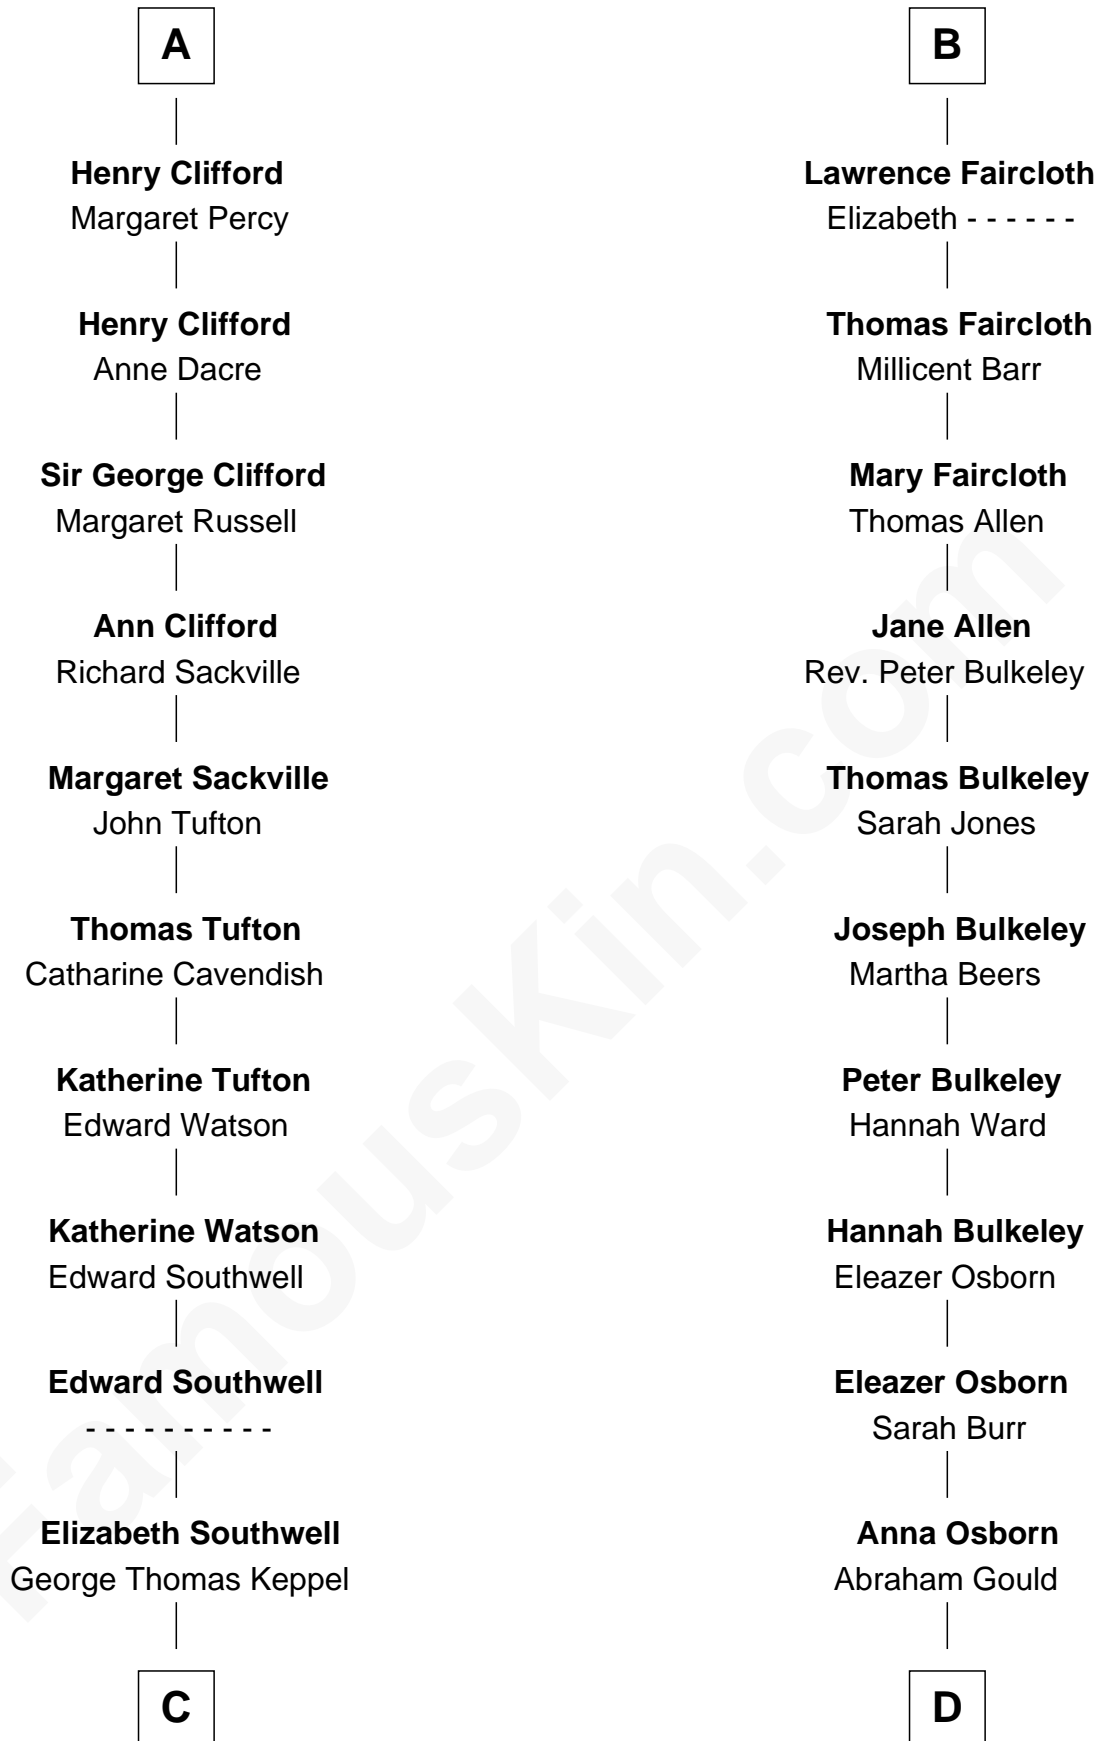 A
Henry Clifford
Margaret Percy
Henry Clifford
Anne Dacre
Sir George Clifford
Margaret Russell
Ann Clifford
Richard Sackville
Margaret Sackville
John Tufton
Thomas Tufton
Catharine Cavendish
Katherine Tufton
Edward Watson
Katherine Watson
Edward Southwell
Edward Southwell
- - - - - - - - - -
Elizabeth Southwell
George Thomas Keppel
C
B
Lawrence Faircloth
Elizabeth - - - - - -
Thomas Faircloth
Millicent Barr
Mary Faircloth
Thomas Allen
Jane Allen
Rev. Peter Bulkeley
Thomas Bulkeley
Sarah Jones
Joseph Bulkeley
Martha Beers
Peter Bulkeley
Hannah Ward
Hannah Bulkeley
Eleazer Osborn
Eleazer Osborn
Sarah Burr
Anna Osborn
Abraham Gould
D
FamousKin.com